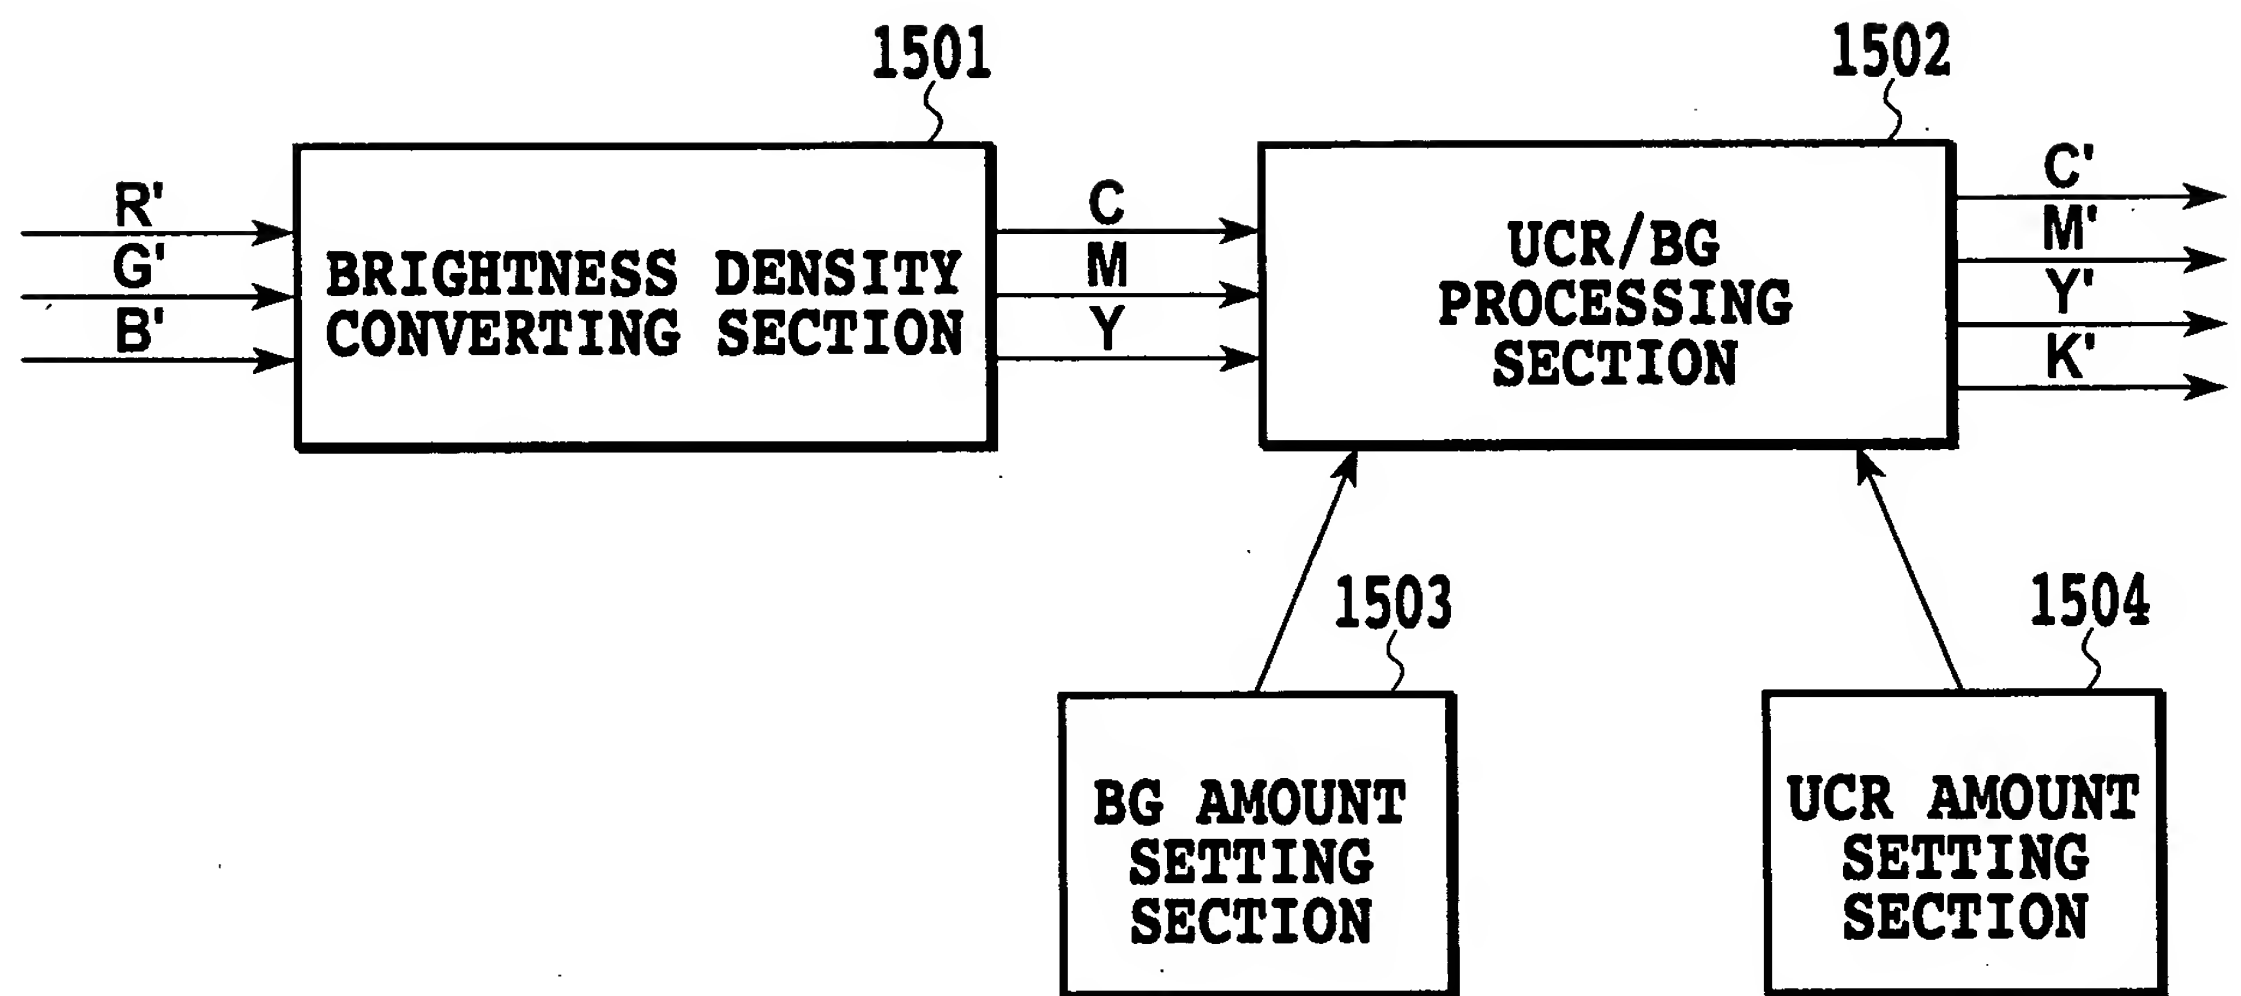 1501
1502
R'
G'
B'
BRIGHTNESS DENSITY
CONVERTING SECTION
C
M
Y
UCR/BG
PROCESSING
SECTION
C'
M'
Y'
K'
1503
1504
BG AMOUNT
SETTING
SECTION
UCR AMOUNT
SETTING
SECTION